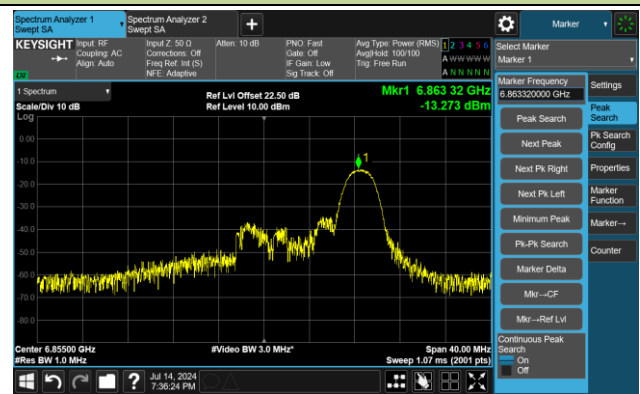 Spectrum Analyzer 1
Swept SA
Spectrum Analyzer 2
Swept SA
+
Marker
KEYSIGHT
Input: RF
Coupling: AC
Align: Auto
Input Z: 50 Ω
Corrections: Off
Freq Ref: Int (S)
NFE: Adaptive
Atten: 10 dB
PNO: Fast
Gate: Off
IF Gain: Low
Sig Track: Off
Avg Type: Power (RMS)
Avg|Hold: 100/100
Trig: Free Run
1 2 3 4 5 6
A W W W W W
A N N N N N
Select Marker
Marker 1
1 Spectrum
Scale/Div 10 dB
Ref Lvl Offset 22.50 dB
Ref Level 10.00 dBm
Mkr1 6.863 32 GHz
-13.273 dBm
Log
0.00
-10.0
-20.0
-30.0
-40.0
-50.0
-60.0
-70.0
-80.0
1
Center 6.85500 GHz
#Res BW 1.0 MHz
#Video BW 3.0 MHz*
Span 40.00 MHz
Sweep 1.07 ms (2001 pts)
Marker Frequency
6.863320000 GHz
Peak Search
Next Peak
Next Pk Right
Next Pk Left
Minimum Peak
Pk-Pk Search
Marker Delta
Mkr→CF
Mkr→Ref Lvl
Continuous Peak
Search
On
Off
Settings
Peak
Search
Pk Search
Config
Properties
Marker
Function
Marker→
Counter
?
Jul 14, 2024
7:36:24 PM